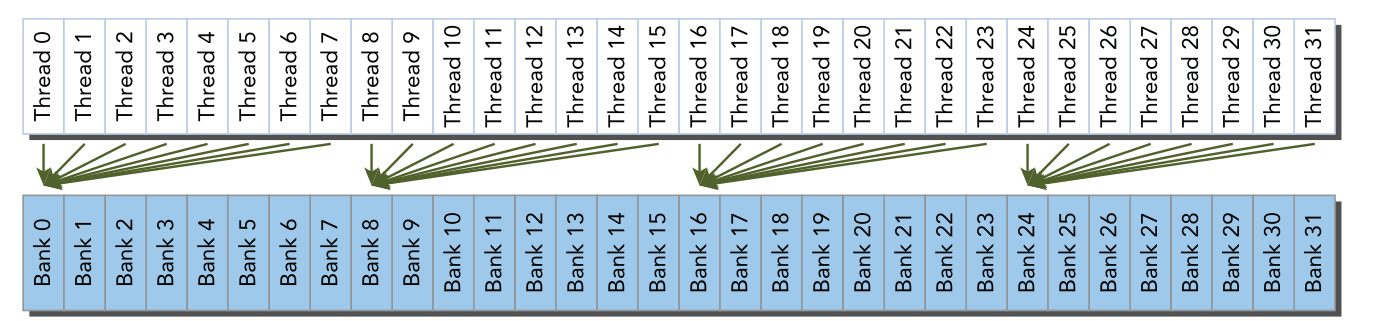 Thread 0
Thread 1
Thread 2
Thread 3
Thread 4
Thread 5
Thread 6
Thread 7
Thread 8
Thread 9
Thread 10
Thread 11
Thread 12
Thread 13
Thread 14
Thread 15
Thread 16
Thread 17
Thread 18
Thread 19
Thread 20
Thread 21
Thread 22
Thread 23
Thread 24
Thread 25
Thread 26
Thread 27
Thread 28
Thread 29
Thread 30
Thread 31
Bank 0
Bank 1
Bank 2
Bank 3
Bank 4
Bank 5
Bank 6
Bank 7
Bank 8
Bank 9
Bank 10
Bank 11
Bank 12
Bank 13
Bank 14
Bank 15
Bank 16
Bank 17
Bank 18
Bank 19
Bank 20
Bank 21
Bank 22
Bank 23
Bank 24
Bank 25
Bank 26
Bank 27
Bank 28
Bank 29
Bank 30
Bank 31